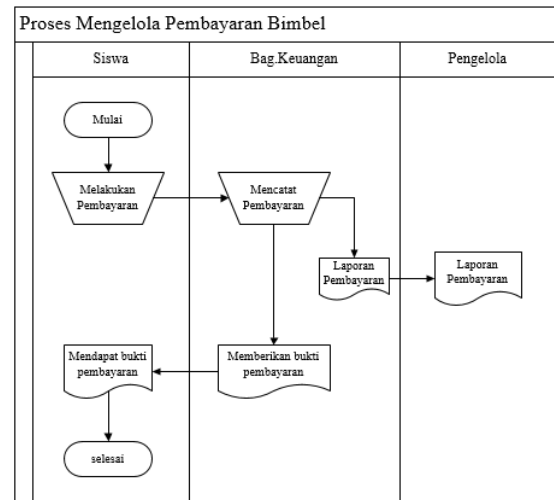 Proses Mengelola Pembayaran Bimbel
Siswa
Bag.Keuangan
Pengelola
Mulai
Melakukan
Pembayaran
Mencatat
Pembayaran
Laporan
Pembayaran
Laporan
Pembayaran
Mendapat bukti
pembayaran
Memberikan bukti
pembayaran
selesai